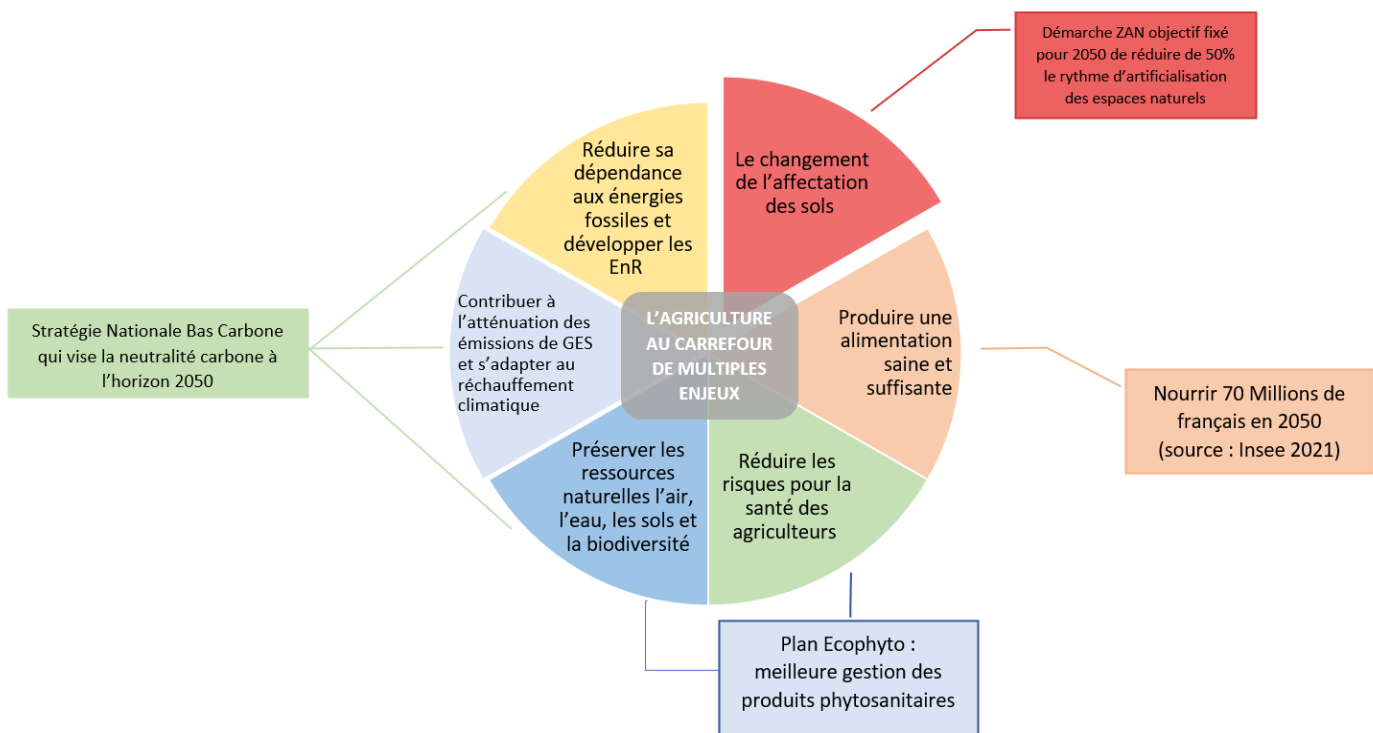 Démarche ZAN objectif fixé
pour 2050 de réduire de 50%
le rythme d’artificialisation
des espaces naturels
Réduire sa
dépendance
aux énergies
fossiles et
développer les
EnR
Le changement
de l’affectation
des sols
Stratégie Nationale Bas Carbone
qui vise la neutralité carbone à
l’horizon 2050
Contribuer à
l’atténuation des
émissions de GES
et s’adapter au
réchauffement
climatique
L’AGRICULTURE
AU CARREFOUR
DE MULTIPLES
ENJEUX
Produire une
alimentation
saine et
suffisante
Nourrir 70 Millions de
français en 2050
(source : Insee 2021)
Préserver les
ressources
naturelles l’air,
l’eau, les sols et
la biodiversité
Réduire les
risques pour la
santé des
agriculteurs
Plan Ecophyto :
meilleure gestion des
produits phytosanitaires